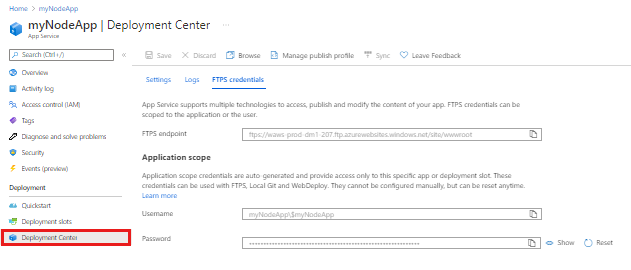 Home > myNodeApp >
myNodeApp | Deployment Center ...
App Service
Search (Ctrl+/) «
Save Discard Browse Manage publish profile Sync Leave Feedback
Overview
Activity log
Access control (IAM)
Tags
Diagnose and solve problems
Security
Events (preview)
Deployment
Quickstart
Deployment slots
Deployment Center
Settings Logs FTPS credentials
App Service supports multiple technologies to access, publish and modify the content of your app. FTPS credentials can be
scoped to the application or the user.
FTPS endpoint ftps://waws-prod-dm1-207.ftp.azurewebsites.windows.net/site/wwwroot
Application scope
Application scope credentials are auto-generated and provide access only to this specific app or deployment slot. These
credentials can be used with FTPS, Local Git and WebDeploy. They cannot be configured manually, but can be reset anytime.
Learn more
Username myNodeApp\$myNodeApp
Password Show Reset